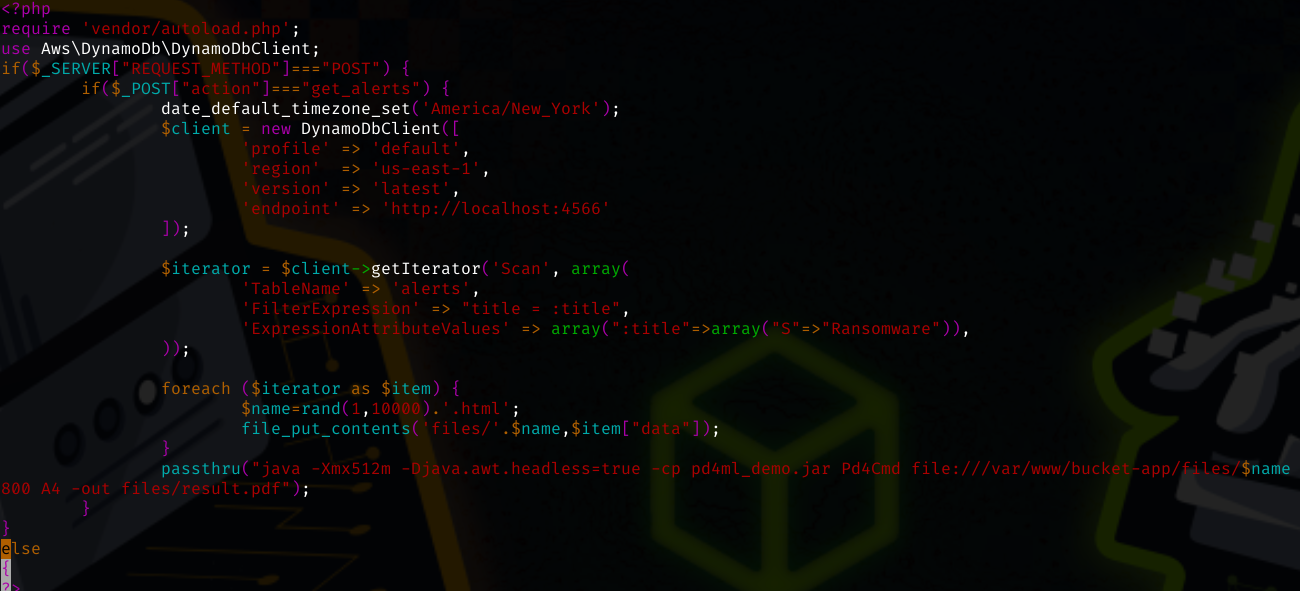 <?php
require 'vendor/autoload.php';
use Aws\DynamoDb\DynamoDbClient;
if($_SERVER["REQUEST_METHOD"]==="POST") {
        if($_POST["action"]==="get_alerts") {
                date_default_timezone_set('America/New_York');
                $client = new DynamoDbClient([
                        'profile' => 'default',
                        'region'  => 'us-east-1',
                        'version' => 'latest',
                        'endpoint' => 'http://localhost:4566'
                ]);

                $iterator = $client->getIterator('Scan', array(
                        'TableName' => 'alerts',
                        'FilterExpression' => "title = :title",
                        'ExpressionAttributeValues' => array(":title"=>array("S"=>"Ransomware")),
                ));

                foreach ($iterator as $item) {
                        $name=rand(1,10000).'.html';
                        file_put_contents('files/'.$name,$item["data"]);
                }
                passthru("java -Xmx512m -Djava.awt.headless=true -cp pd4ml_demo.jar Pd4Cmd file:///var/www/bucket-app/files/$name
800 A4 -out files/result.pdf");
        }
}
else
{
?>